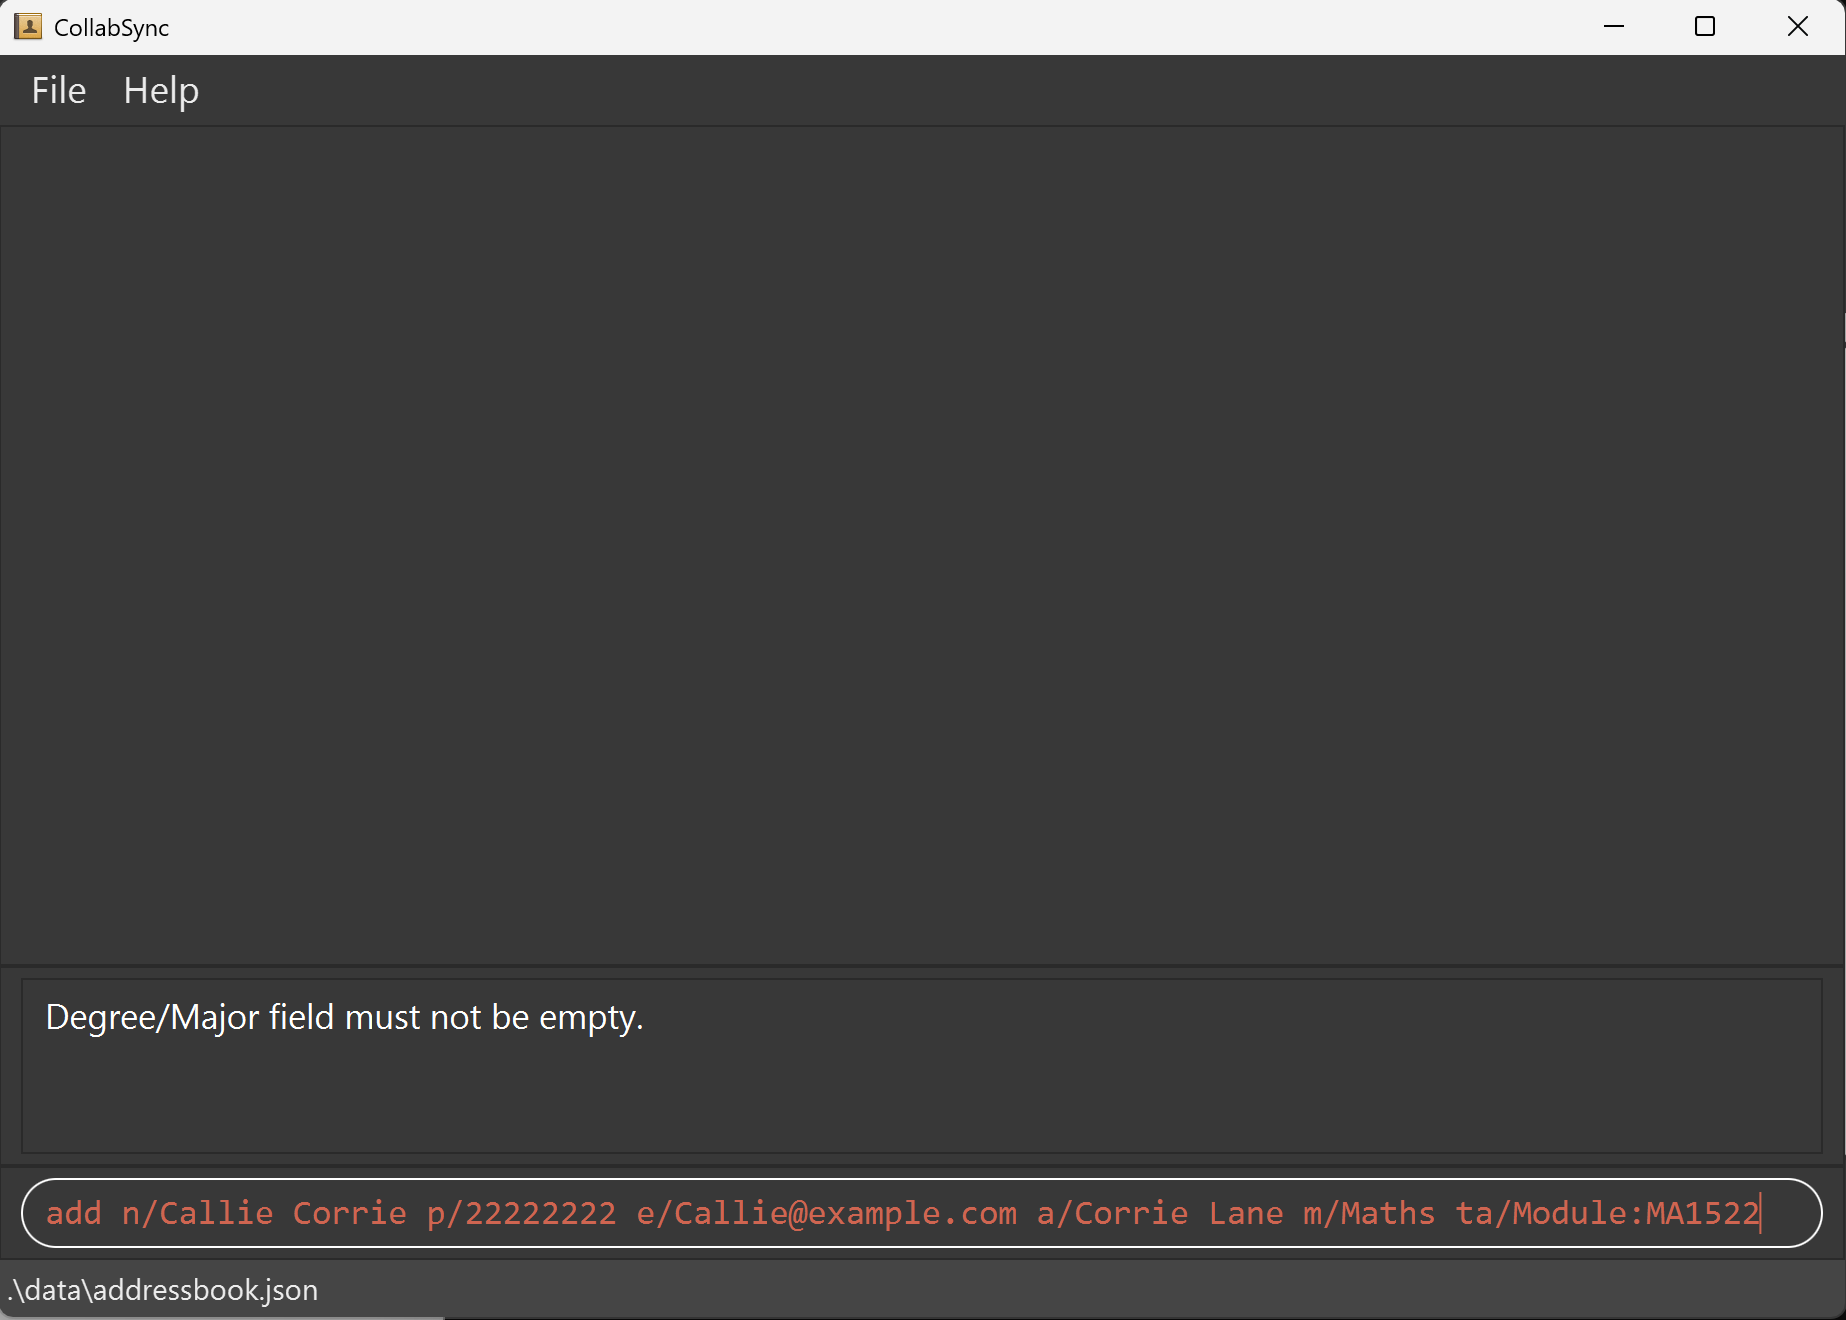 CollabSync
File Help
Degree/Major field must not be empty.
add n/Callie Corrie p/22222222 e/Callie@example.com a/Corrie Lane m/Maths ta/Module:MA1522
.\data\addressbook.json